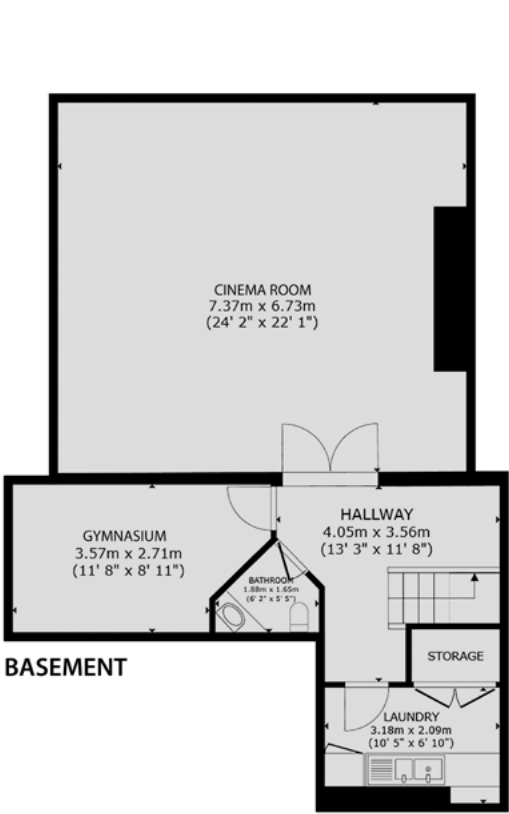 CINEMA ROOM
7.37m x 6.73m
(24' 2" x 22' 1")
HALLWAY
4.05m x 3.56m
(13' 3" x 11' 8")
GYMNASIUM
3.57m x 2.71m
(11' 8" x 8' 11")
BATHROOM
1.88m x 1.65m
(6' 2" x 5' 5")
BASEMENT
STORAGE
LAUNDRY
3.18m x 2.09m
(10' 5" x 6' 10")